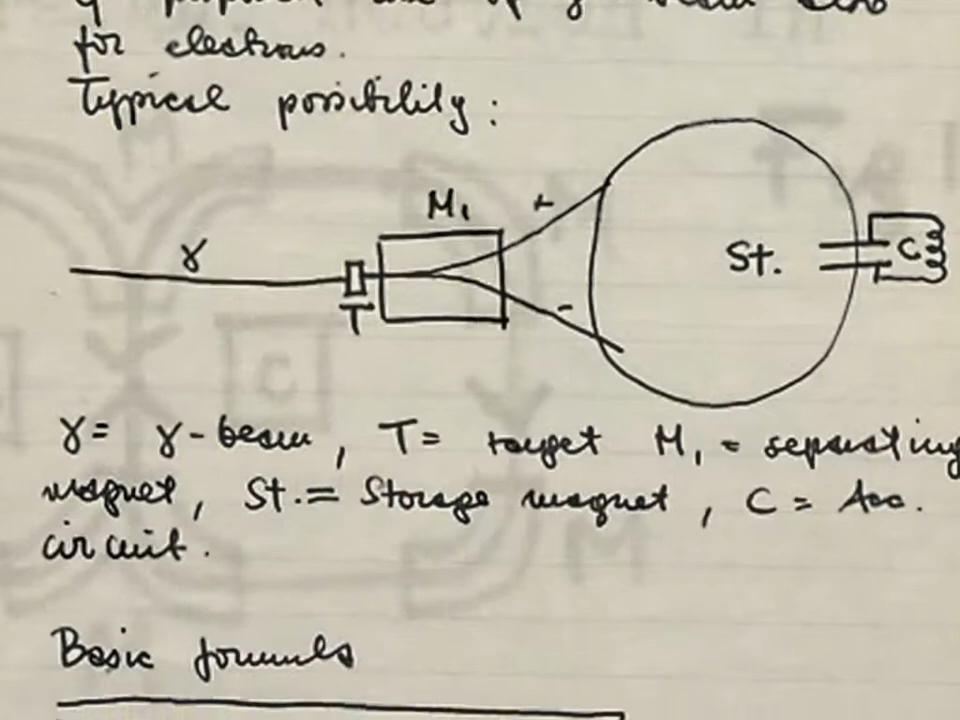 for electrons.
Typical possibility:
M₁
+
γ
St.
C
-
T
γ = γ-beam, T = target M₁ = separating
magnet, St. = Storage magnet, C = Acc.
circuit.
Basic formula